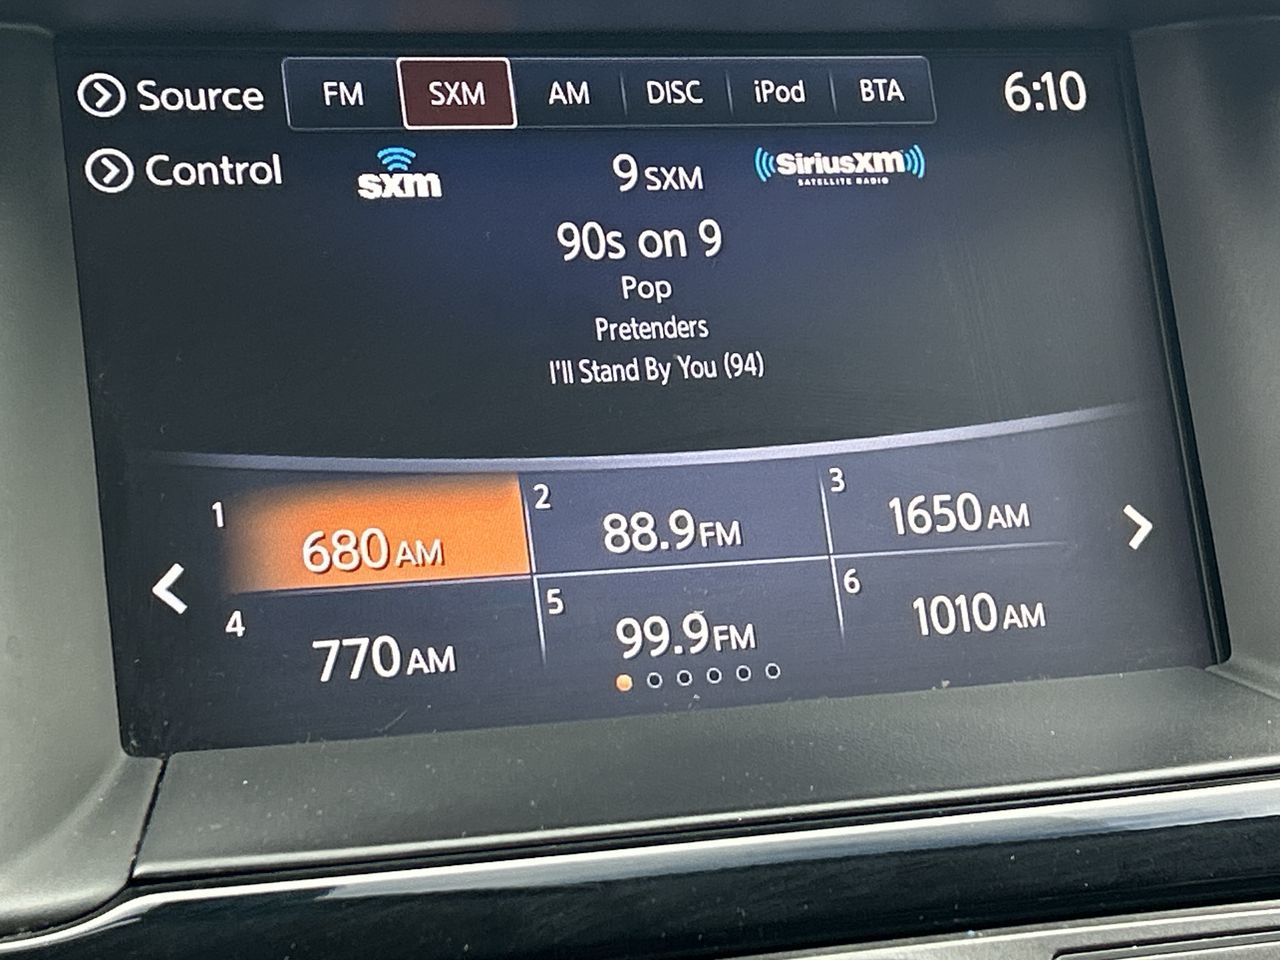 Source FM SXM AM DISC iPod BTA 6:10
Control sxm 9 SXM SiriusXM
SATELLITE RADIO
90s on 9
Pop
Pretenders
I'll Stand By You (94)
1 680 AM 2 88.9 FM 3 1650 AM
4 770 AM 5 99.9 FM 6 1010 AM